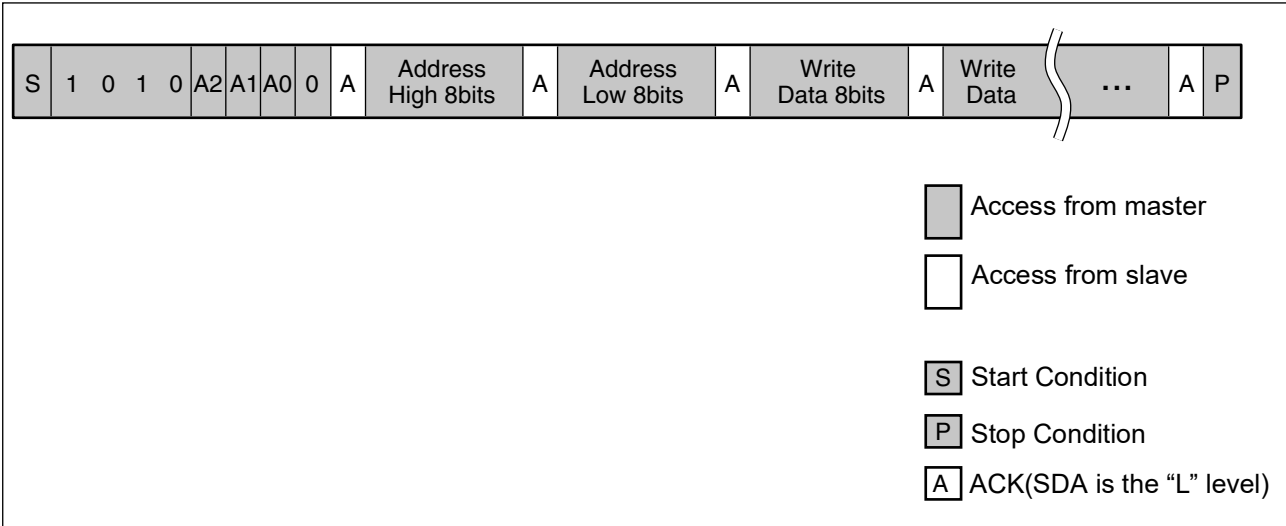 S 1 0 1 0 A2 A1 A0 0 A Address High 8bits A Address Low 8bits A Write Data 8bits A Write Data ... A P
Access from master
Access from slave
S Start Condition
P Stop Condition
A ACK(SDA is the “L” level)